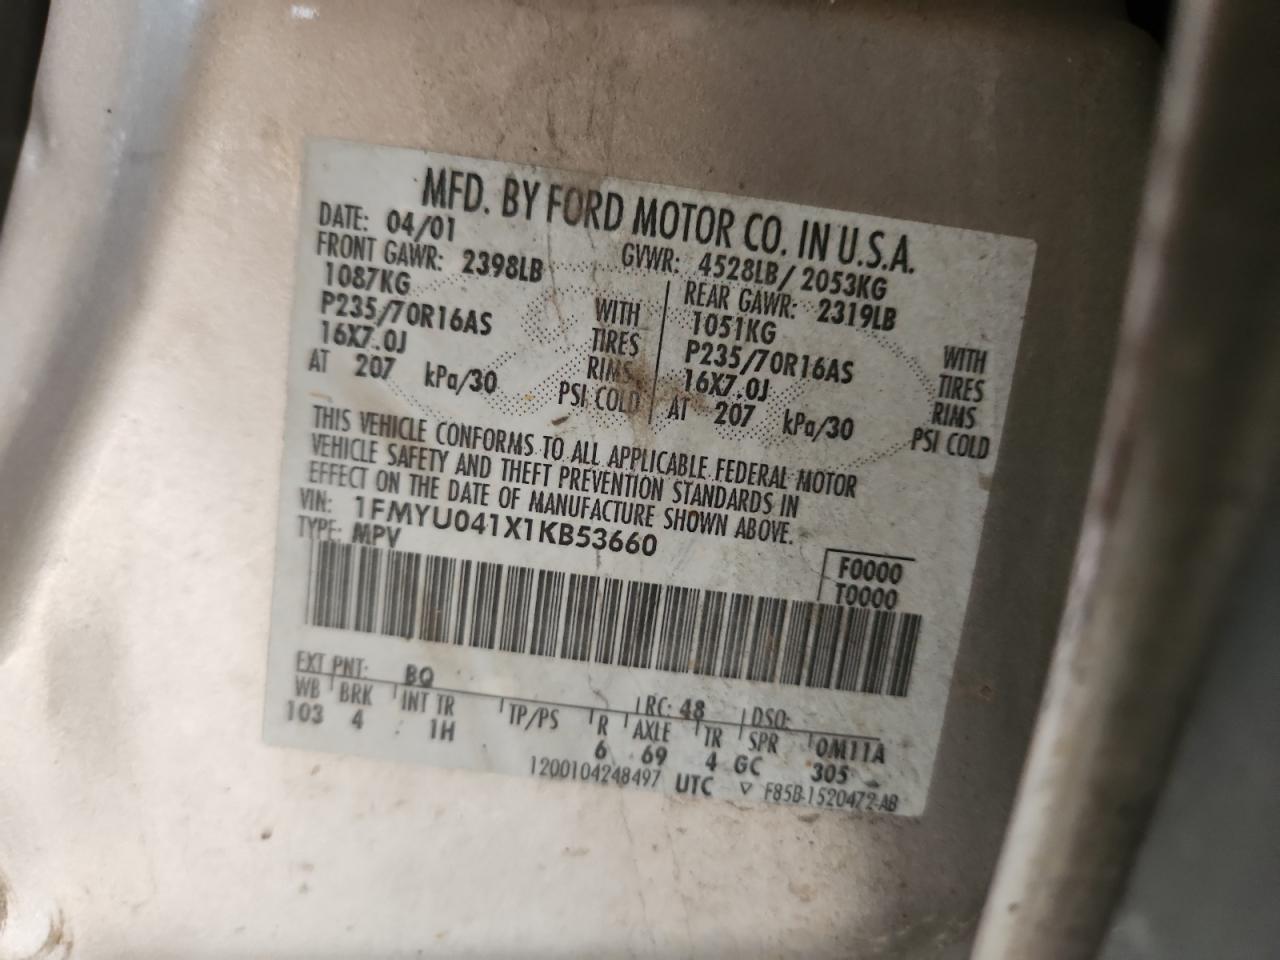 MFD. BY FORD MOTOR CO. IN U.S.A.
DATE: 04/01 GVWR: 4528LB/2053KG
FRONT GAWR: 2398LB REAR GAWR: 2319LB
1087KG WITH 1051KG WITH
P235/70R16AS TIRES P235/70R16AS TIRES
16X7.0J RIMS 16X7.0J RIMS
AT 207 kPa/30 PSI COLD AT 207 kPa/30 PSI COLD
THIS VEHICLE CONFORMS TO ALL APPLICABLE FEDERAL MOTOR
VEHICLE SAFETY AND THEFT PREVENTION STANDARDS IN
EFFECT ON THE DATE OF MANUFACTURE SHOWN ABOVE.
VIN: 1FMYU041X1KB53660
TYPE: MPV F0000
T0000
EXT PNT: BQ RC: 48 DSO:
WB BRK INT TR TP/PS R AXLE TR SPR OM11A
103 4 1H 6 69 4 GC 305
1200104248497 UTC ▽ F85B-1520472-AB